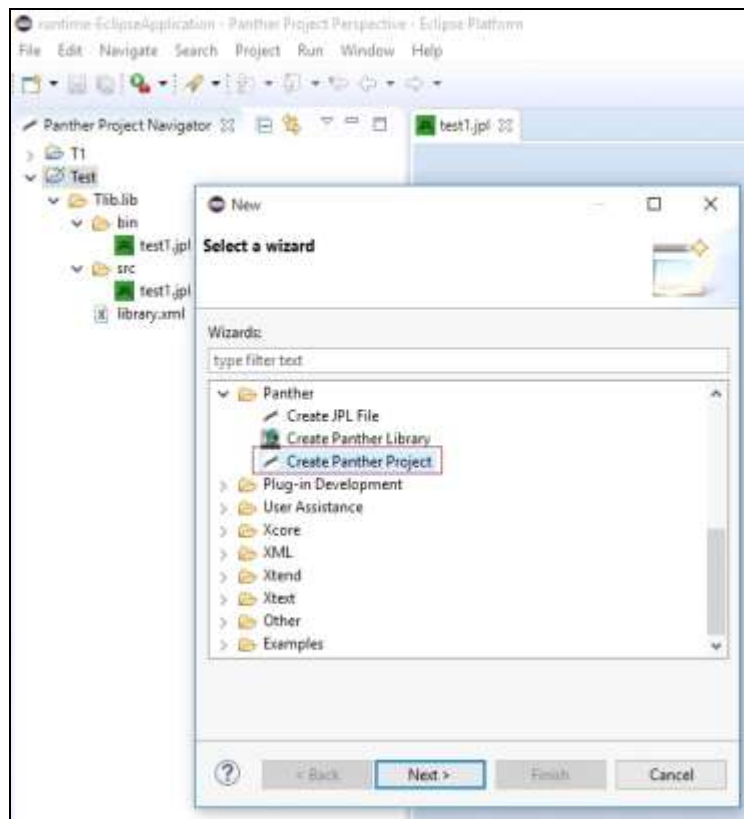 runtime-EclipseApplication - Panther Project Perspective - Eclipse Platform
File Edit Navigate Search Project Run Window Help
Panther Project Navigator
test1.jpl
T1
Test
Tlib.lib
bin
test1.jpl
src
test1.jpl
library.xml
New
Select a wizard
Wizards:
type filter text
Panther
Create JPL File
Create Panther Library
Create Panther Project
Plug-in Development
User Assistance
Xcore
XML
Xtend
Xtext
Other
Examples
?
< Back
Next >
Finish
Cancel